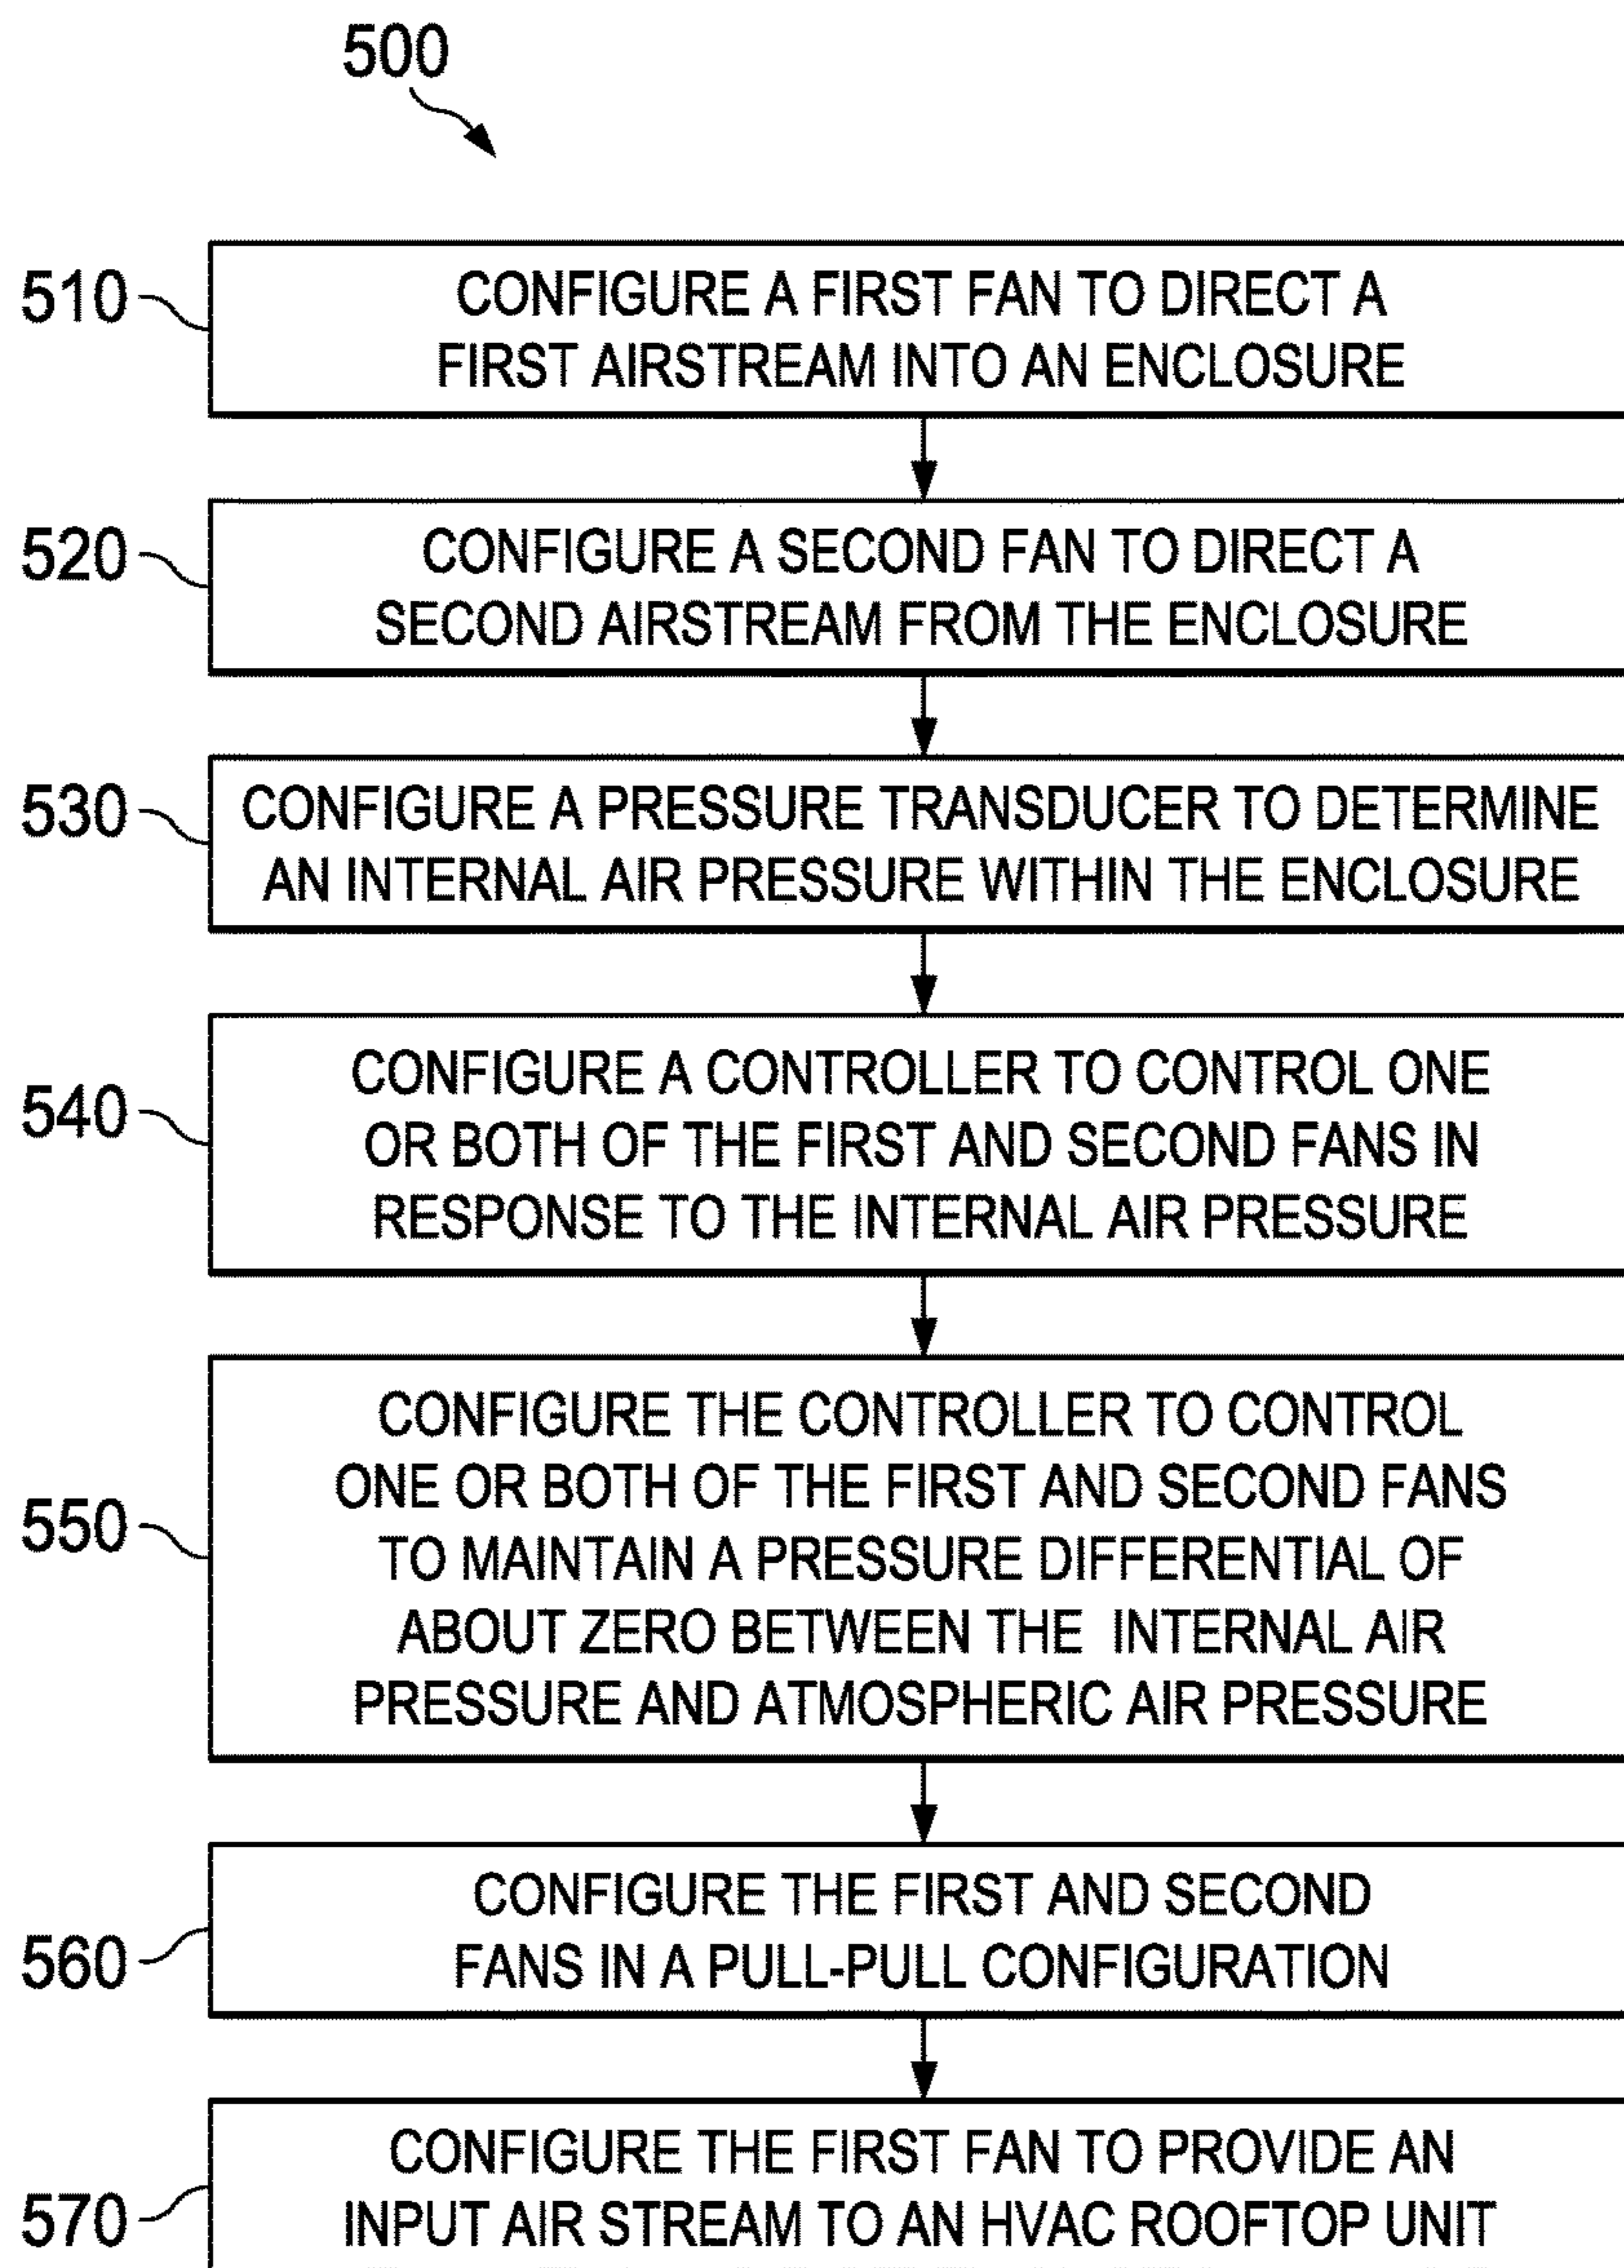 500
510
CONFIGURE A FIRST FAN TO DIRECT A
FIRST AIRSTREAM INTO AN ENCLOSURE
520
CONFIGURE A SECOND FAN TO DIRECT A
SECOND AIRSTREAM FROM THE ENCLOSURE
530
CONFIGURE A PRESSURE TRANSDUCER TO DETERMINE
AN INTERNAL AIR PRESSURE WITHIN THE ENCLOSURE
540
CONFIGURE A CONTROLLER TO CONTROL ONE
OR BOTH OF THE FIRST AND SECOND FANS IN
RESPONSE TO THE INTERNAL AIR PRESSURE
550
CONFIGURE THE CONTROLLER TO CONTROL
ONE OR BOTH OF THE FIRST AND SECOND FANS
TO MAINTAIN A PRESSURE DIFFERENTIAL OF
ABOUT ZERO BETWEEN THE INTERNAL AIR
PRESSURE AND ATMOSPHERIC AIR PRESSURE
560
CONFIGURE THE FIRST AND SECOND
FANS IN A PULL-PULL CONFIGURATION
570
CONFIGURE THE FIRST FAN TO PROVIDE AN
INPUT AIR STREAM TO AN HVAC ROOFTOP UNIT